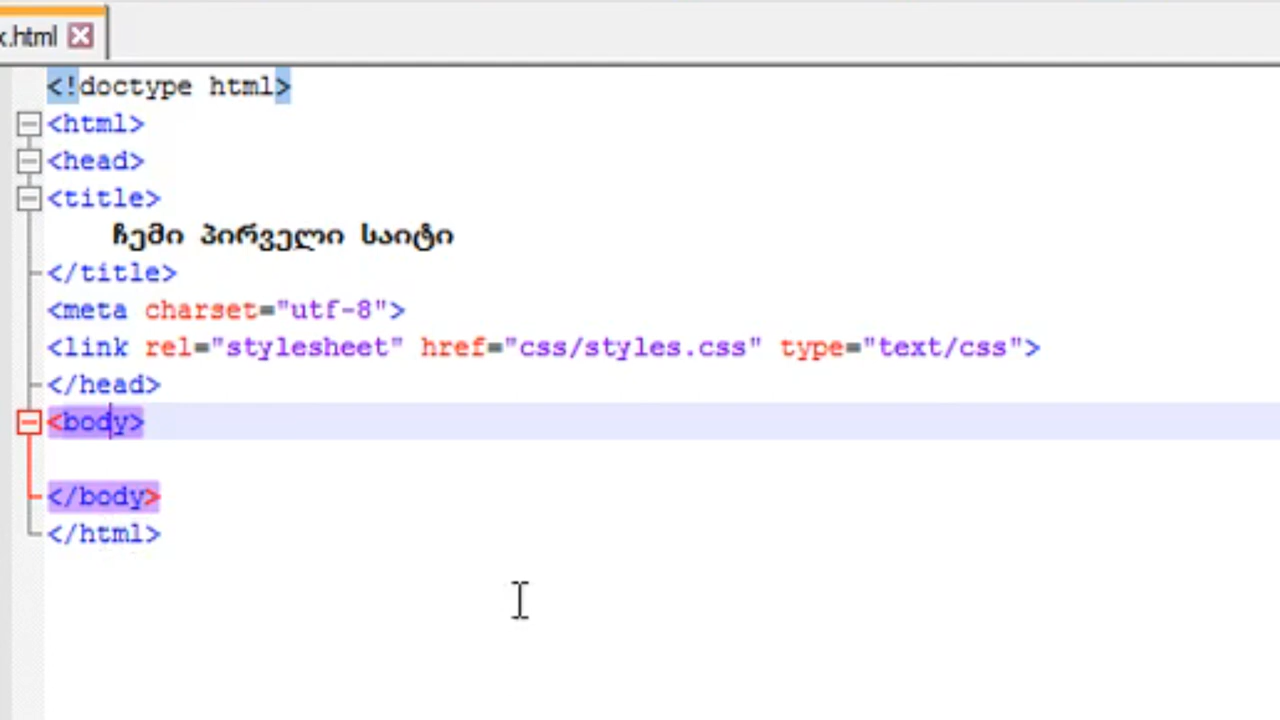 x.html
<!doctype html>
<html>
<head>
<title>
ჩემი პირველი საიტი
</title>
<meta charset="utf-8">
<link rel="stylesheet" href="css/styles.css" type="text/css">
</head>
<body>
</body>
</html>